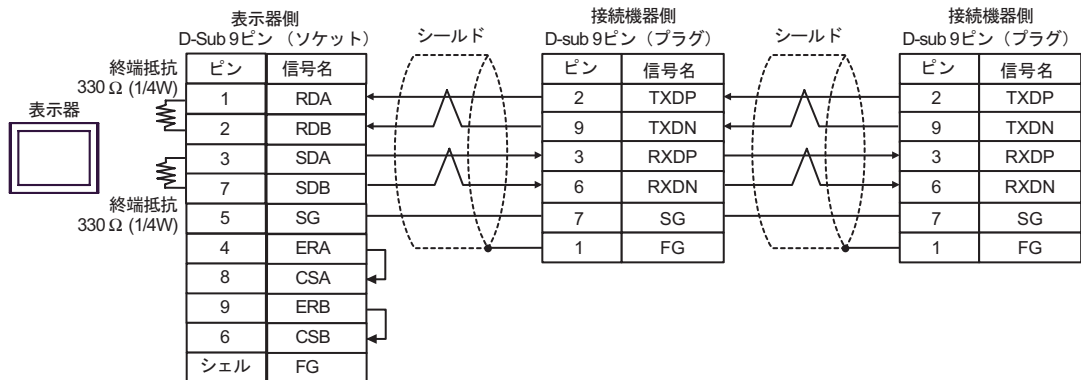 表示器側
D-Sub 9ピン （ソケット）
シールド
接続機器側
D-sub 9ピン（プラグ）
シールド
接続機器側
D-sub 9ピン（プラグ）
終端抵抗
330 Ω (1/4W)
表示器
終端抵抗
330 Ω (1/4W)
ピン 信号名
1 RDA
2 RDB
3 SDA
7 SDB
5 SG
4 ERA
8 CSA
9 ERB
6 CSB
シェル FG
ピン 信号名
2 TXDP
9 TXDN
3 RXDP
6 RXDN
7 SG
1 FG
ピン 信号名
2 TXDP
9 TXDN
3 RXDP
6 RXDN
7 SG
1 FG